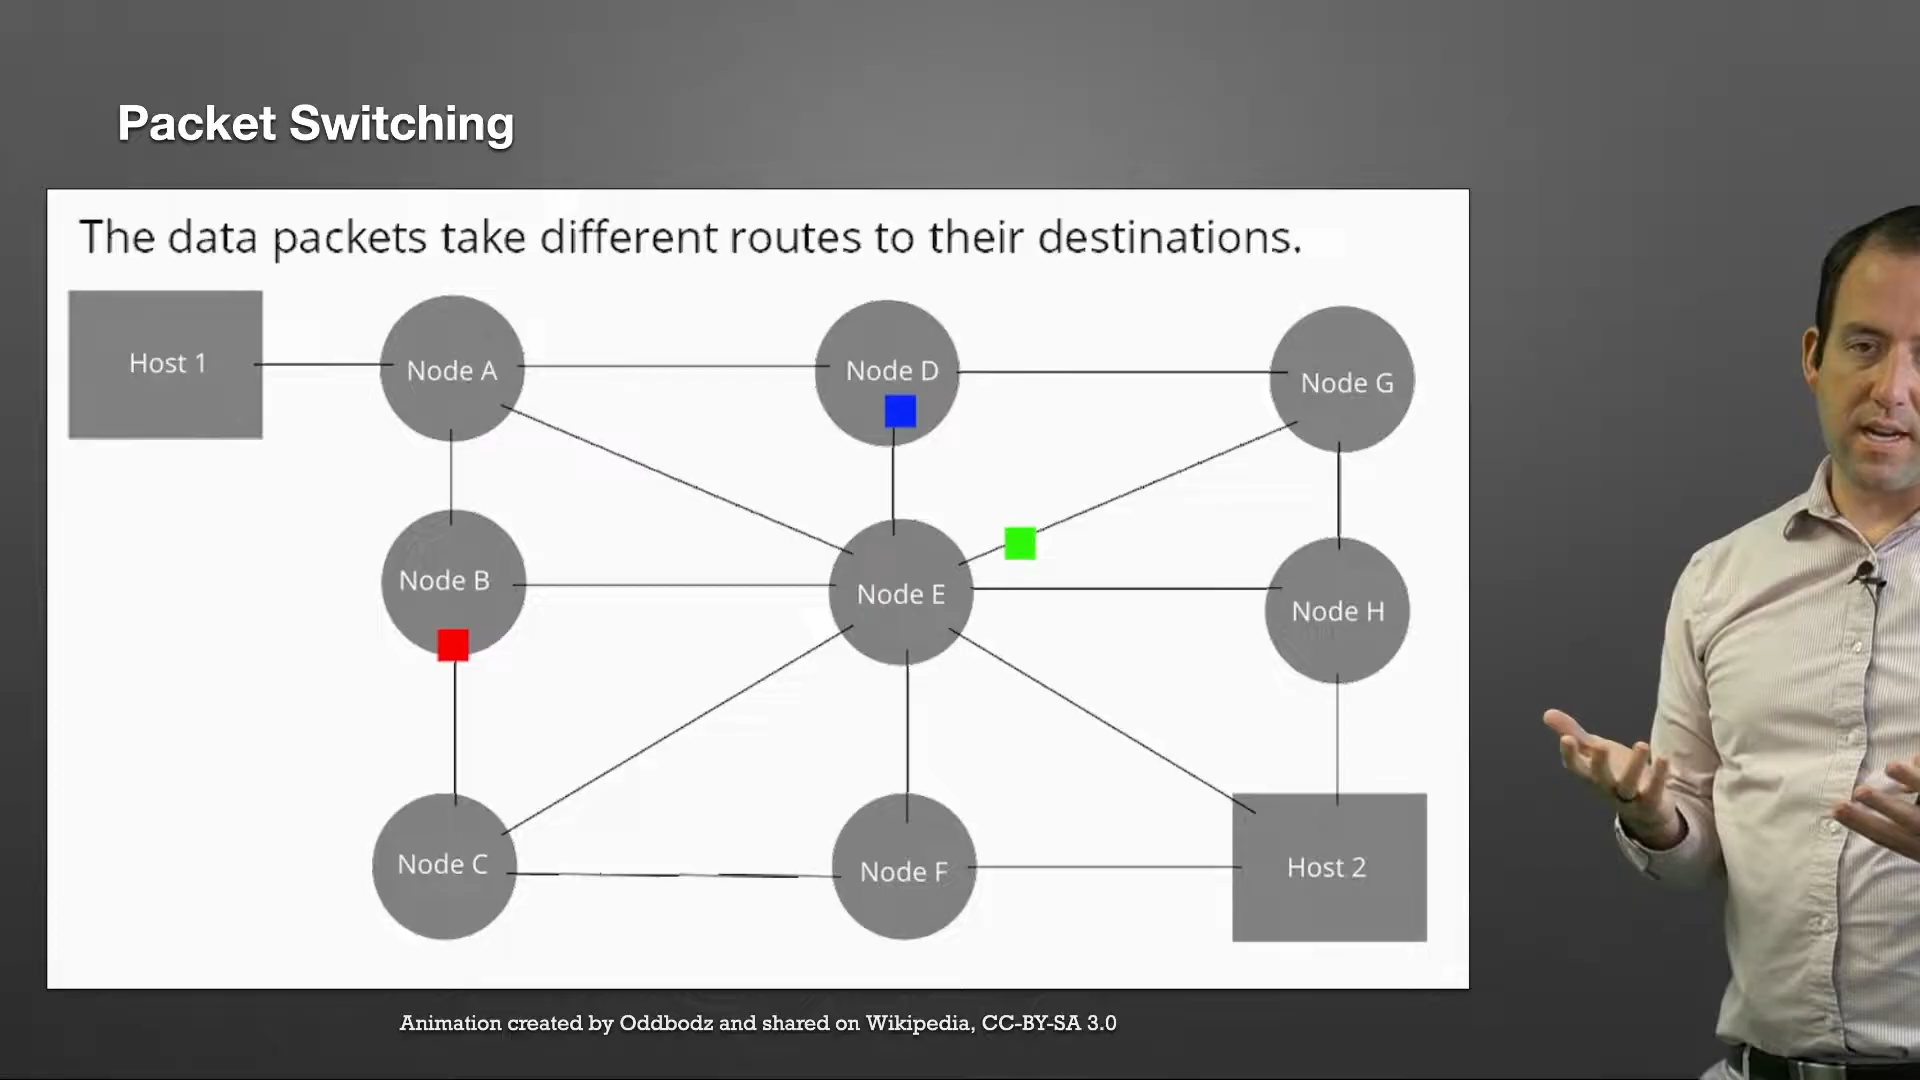 Packet Switching
The data packets take different routes to their destinations.
Host 1
Node A
Node D
Node G
Node B
Node E
Node H
Node C
Node F
Host 2
Animation created by Oddbodz and shared on Wikipedia, CC-BY-SA 3.0